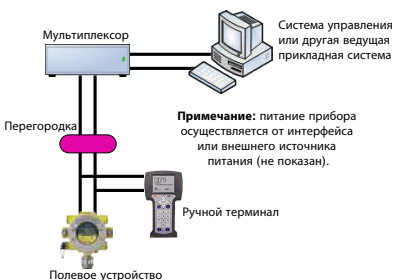 Мультиплексор
Система управления
или другая ведущая
прикладная система
Примечание: питание прибора
осуществляется от интерфейса
или внешнего источника
питания (не показан).
Перегородка
375
Ручной терминал
Полевое устройство